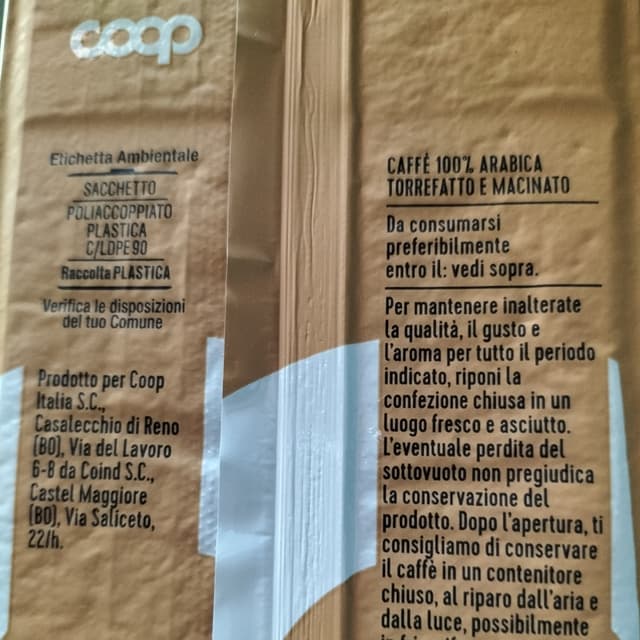 coop
Etichetta Ambientale
SACCHETTO
POLIACCOPPIATO
PLASTICA
C/LDPE 90
Raccolta PLASTICA
Verifica le disposizioni
del tuo Comune
Prodotto per Coop
Italia S.C.,
Casalecchio di Reno
(BO), Via del Lavoro
6-8 da Coind S.C.,
Castel Maggiore
(BO), Via Saliceto,
22/h.
CAFFÈ 100% ARABICA
TORREFATTO E MACINATO
Da consumarsi
preferibilmente
entro il: vedi sopra.
Per mantenere inalterate
la qualità, il gusto e
l'aroma per tutto il periodo
indicato, riponi la
confezione chiusa in un
luogo fresco e asciutto.
L'eventuale perdita del
sottovuoto non pregiudica
la conservazione del
prodotto. Dopo l'apertura, ti
consigliamo di conservare
il caffè in un contenitore
chiuso, al riparo dall'aria e
dalla luce, possibilmente